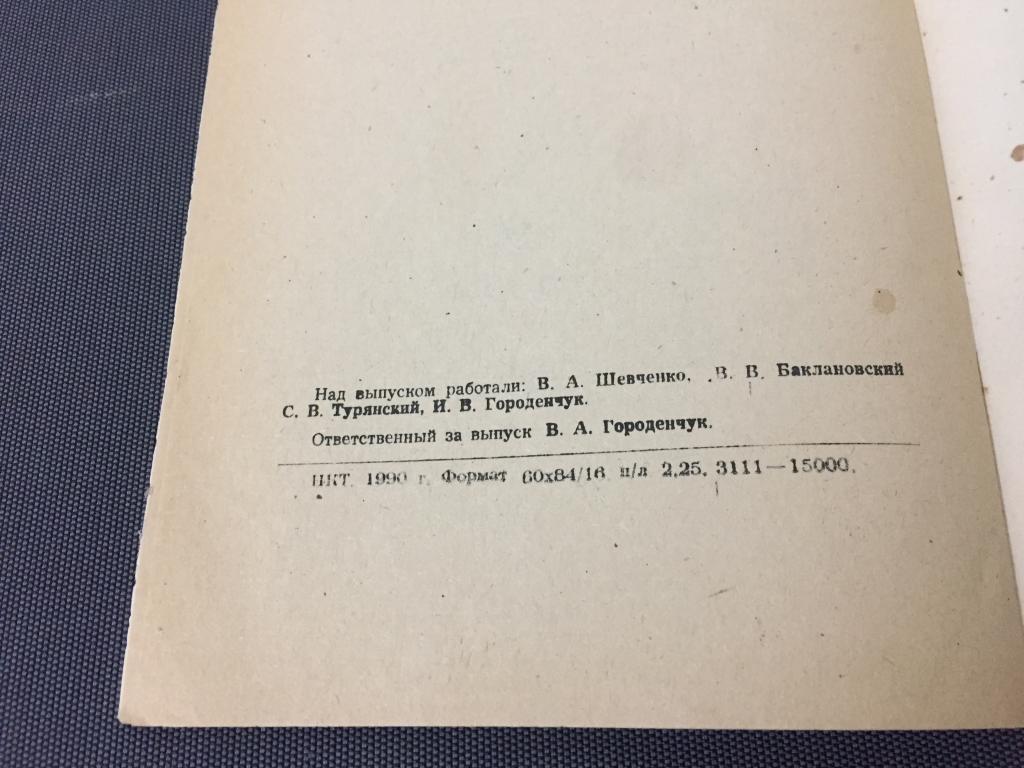 Над выпуском работали: В. А. Шевченко, В. В. Баклановский
С. В. Турянский, И. В. Городенчук.
Ответственный за выпуск В. А. Городенчук.
1990 г. Формат 60х84/16 п/л 2,25. 3111—15000.